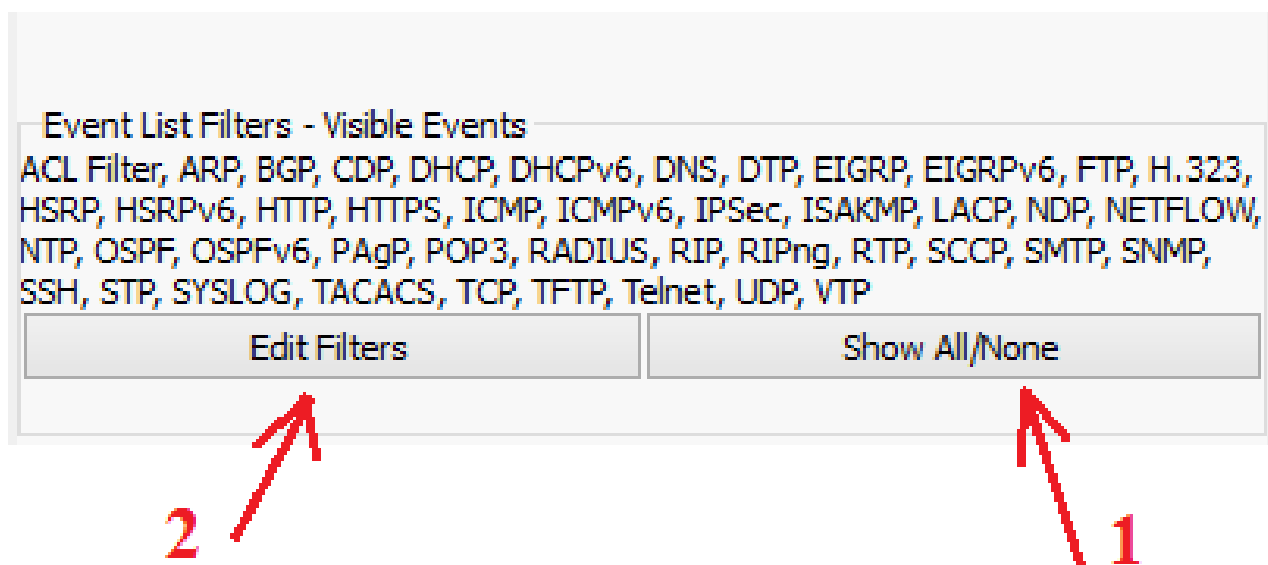 Event List Filters - Visible Events
ACL Filter, ARP, BGP, CDP, DHCP, DHCPv6, DNS, DTP, EIGRP, EIGRPv6, FTP, H.323,
HSRP, HSRPv6, HTTP, HTTPS, ICMP, ICMPv6, IPSec, ISAKMP, LACP, NDP, NETFLOW,
NTP, OSPF, OSPFv6, PAgP, POP3, RADIUS, RIP, RIPng, RTP, SCCP, SMTP, SNMP,
SSH, STP, SYSLOG, TACACS, TCP, TFTP, Telnet, UDP, VTP
Edit Filters Show All/None
2 1